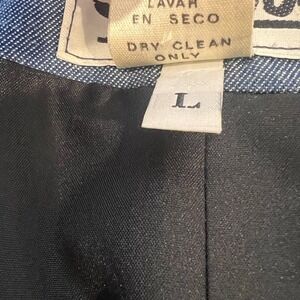 LAVAR
EN SECO
DRY CLEAN
ONLY
L